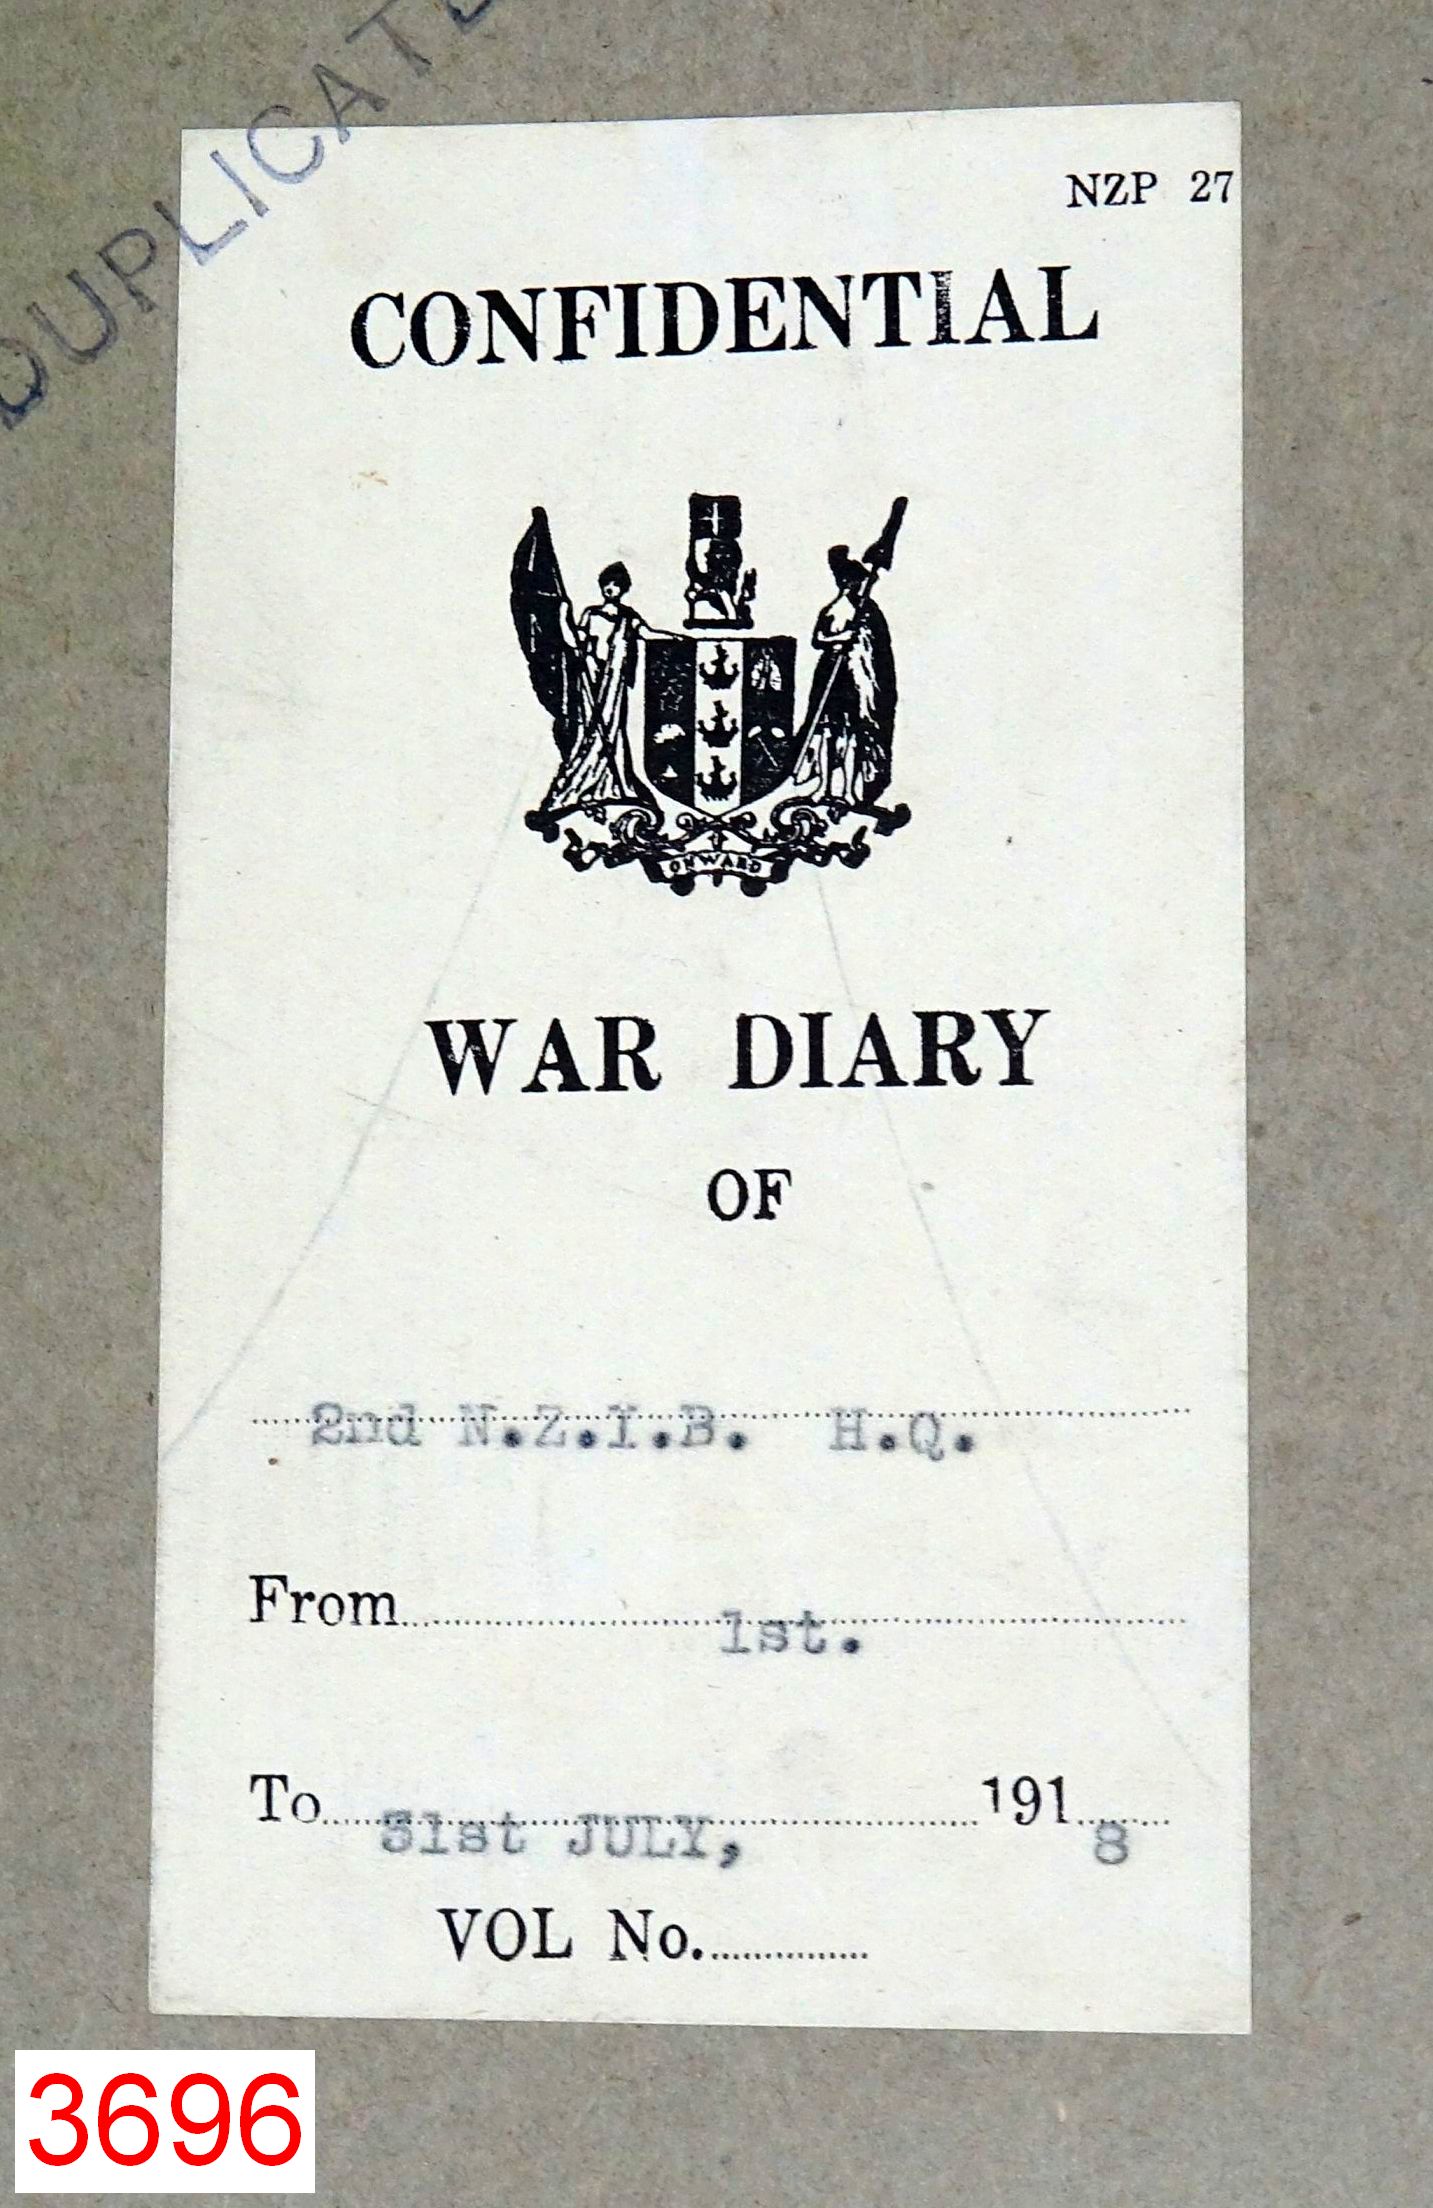 DUPLICATE
NZP 27
CONFIDENTIAL
ONWARD
WAR DIARY
OF
2nd N.Z.I.B. H.Q.
From 1st.
To 31st JULY, 1918
VOL No.
3696